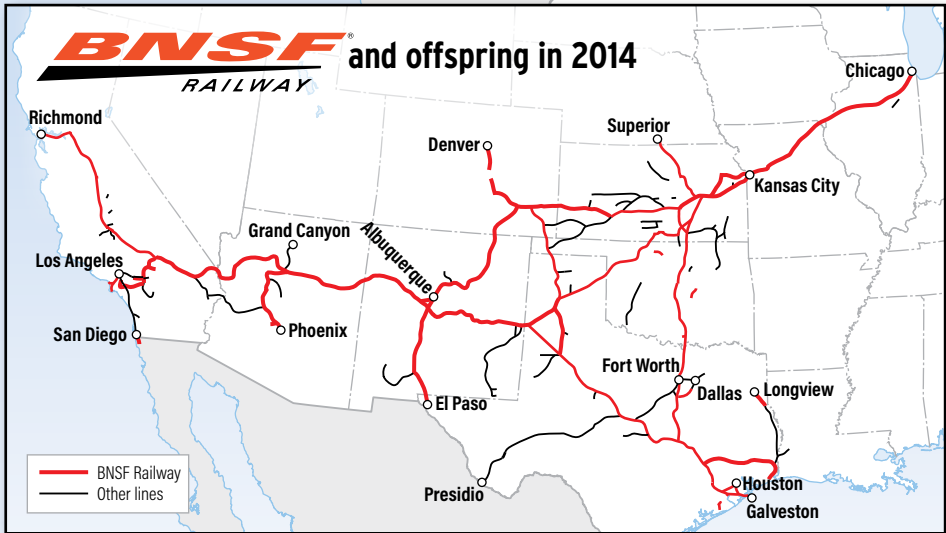 BNSF® and offspring in 2014
RAILWAY
Chicago
Richmond
Superior
Denver
Kansas City
Grand Canyon
Albuquerque
Los Angeles
San Diego
Phoenix
Fort Worth
Dallas
Longview
El Paso
BNSF Railway
Other lines
Presidio
Houston
Galveston